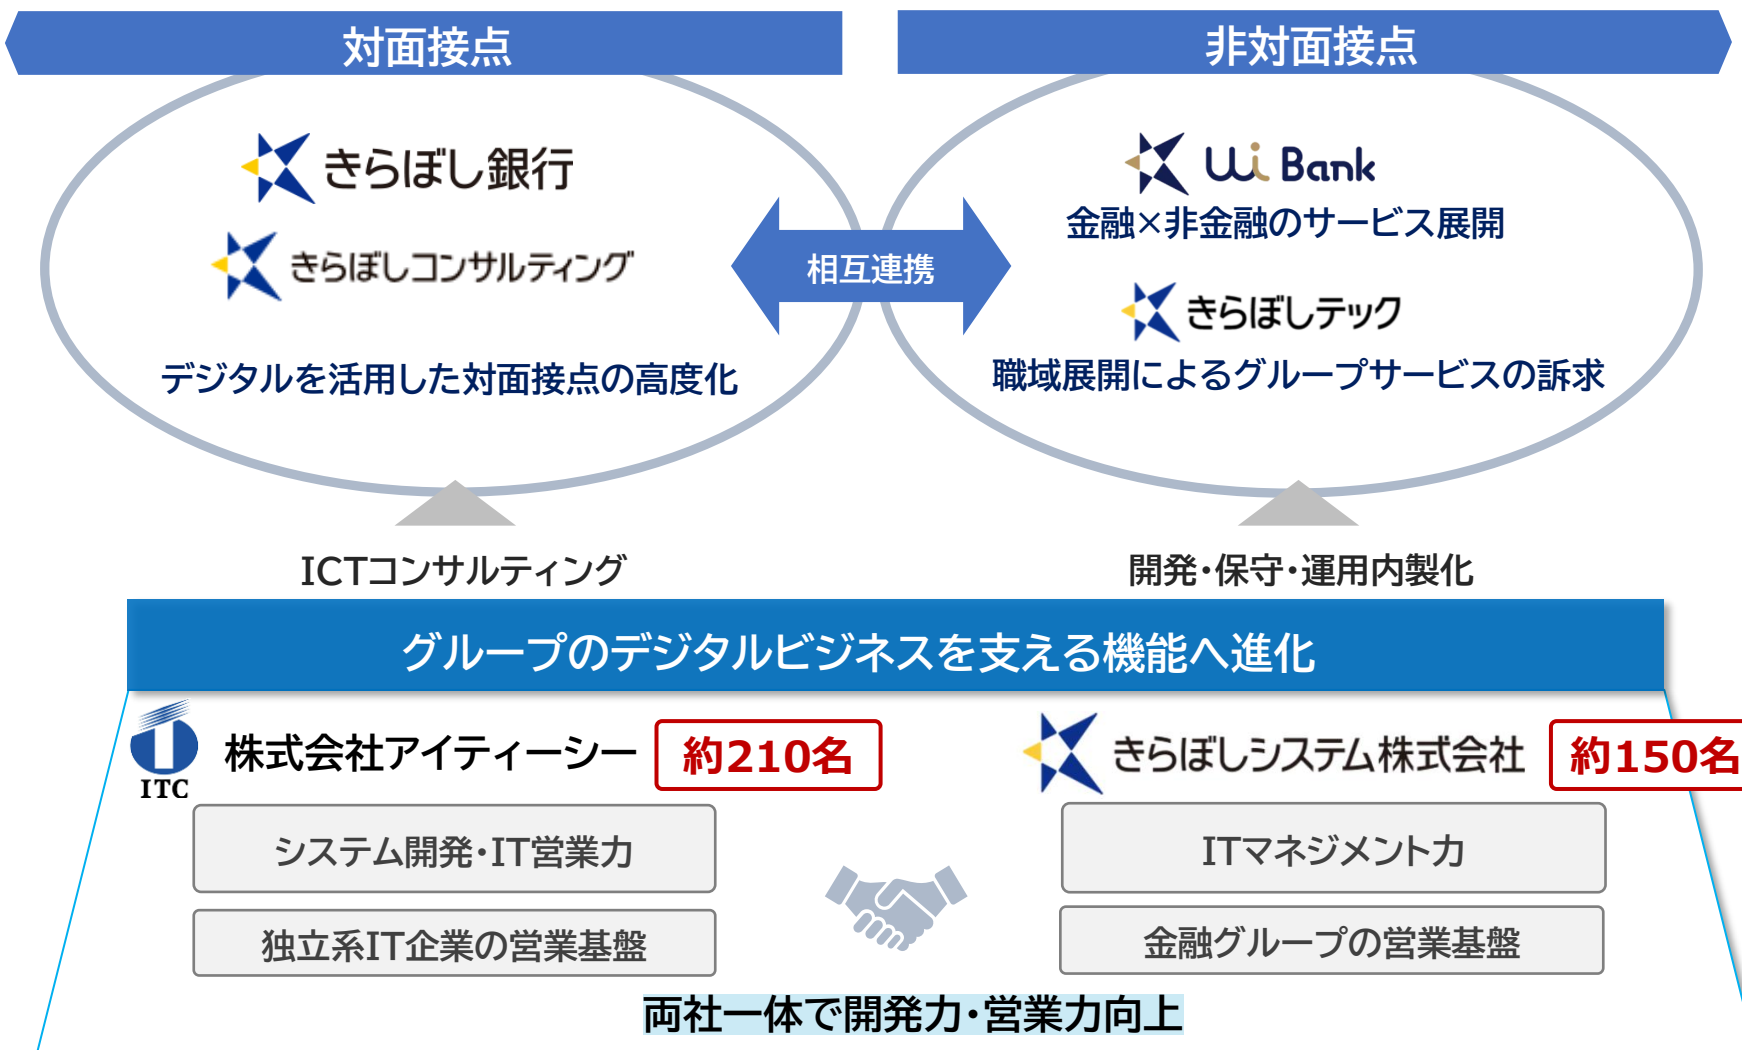 対面接点
非対面接点
きらぼし銀行
きらぼしコンサルティング
デジタルを活用した対面接点の高度化
相互連携
UI Bank
金融×非金融のサービス展開
きらぼしテック
職域展開によるグループサービスの訴求
ICTコンサルティング
開発・保守・運用内製化
グループのデジタルビジネスを支える機能へ進化
ITC
株式会社アイティーシー
約210名
きらぼしシステム株式会社
約150名
システム開発・IT営業力
ITマネジメント力
独立系IT企業の営業基盤
金融グループの営業基盤
両社一体で開発力・営業力向上